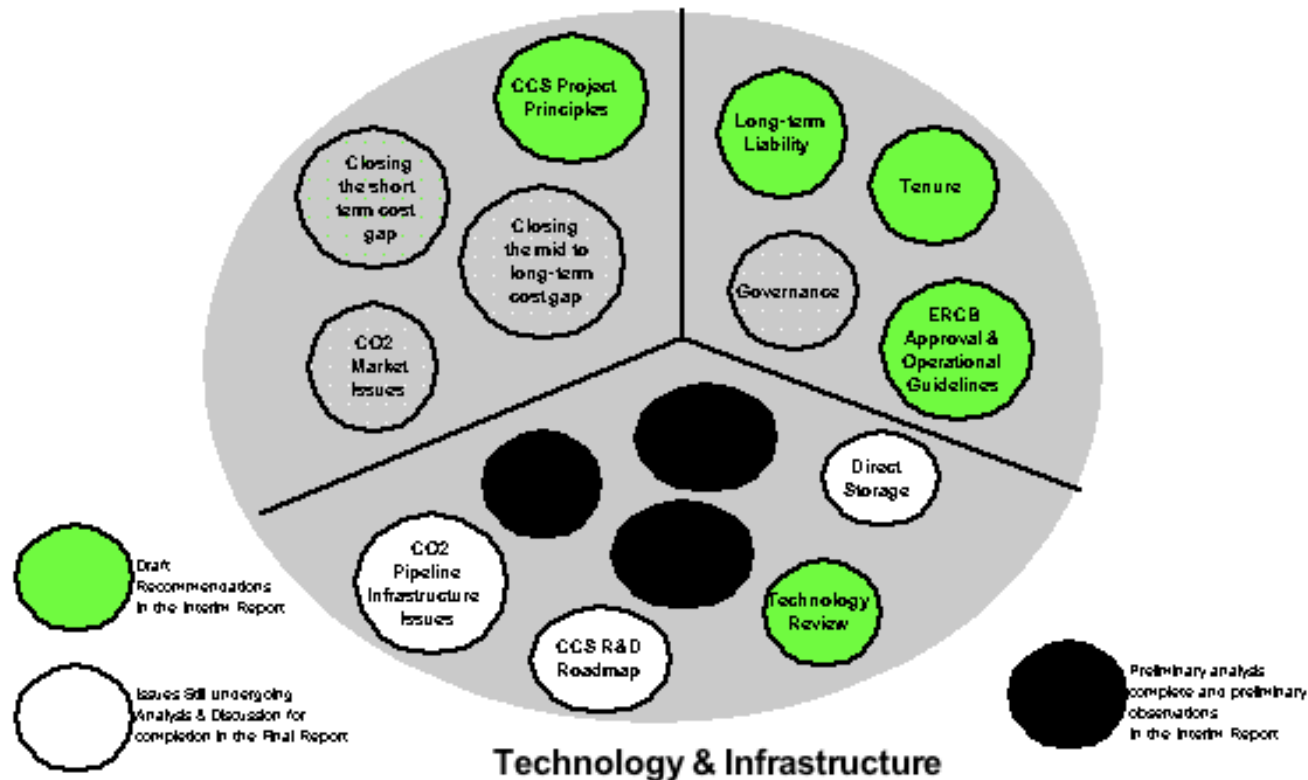 CCS Project
Principles
Long-term
Liability
Closing
the short
term cost
gap
Tenure
Closing
the mid to
long-term
cost gap
Governance
ERCB
Approval &
Operational
Guidelines
CO2
Market
Issues
Direct
Storage
CO2
Pipeline
Infrastructure
Issues
Technology
Review
CCS R&D
Roadmap
Draft
Recommendations
in the Interim Report
Issues Still undergoing
Analysis & Discussion for
completion in the Final Report
Preliminary analysis
complete and preliminary
observations
in the Interim Report
Technology & Infrastructure